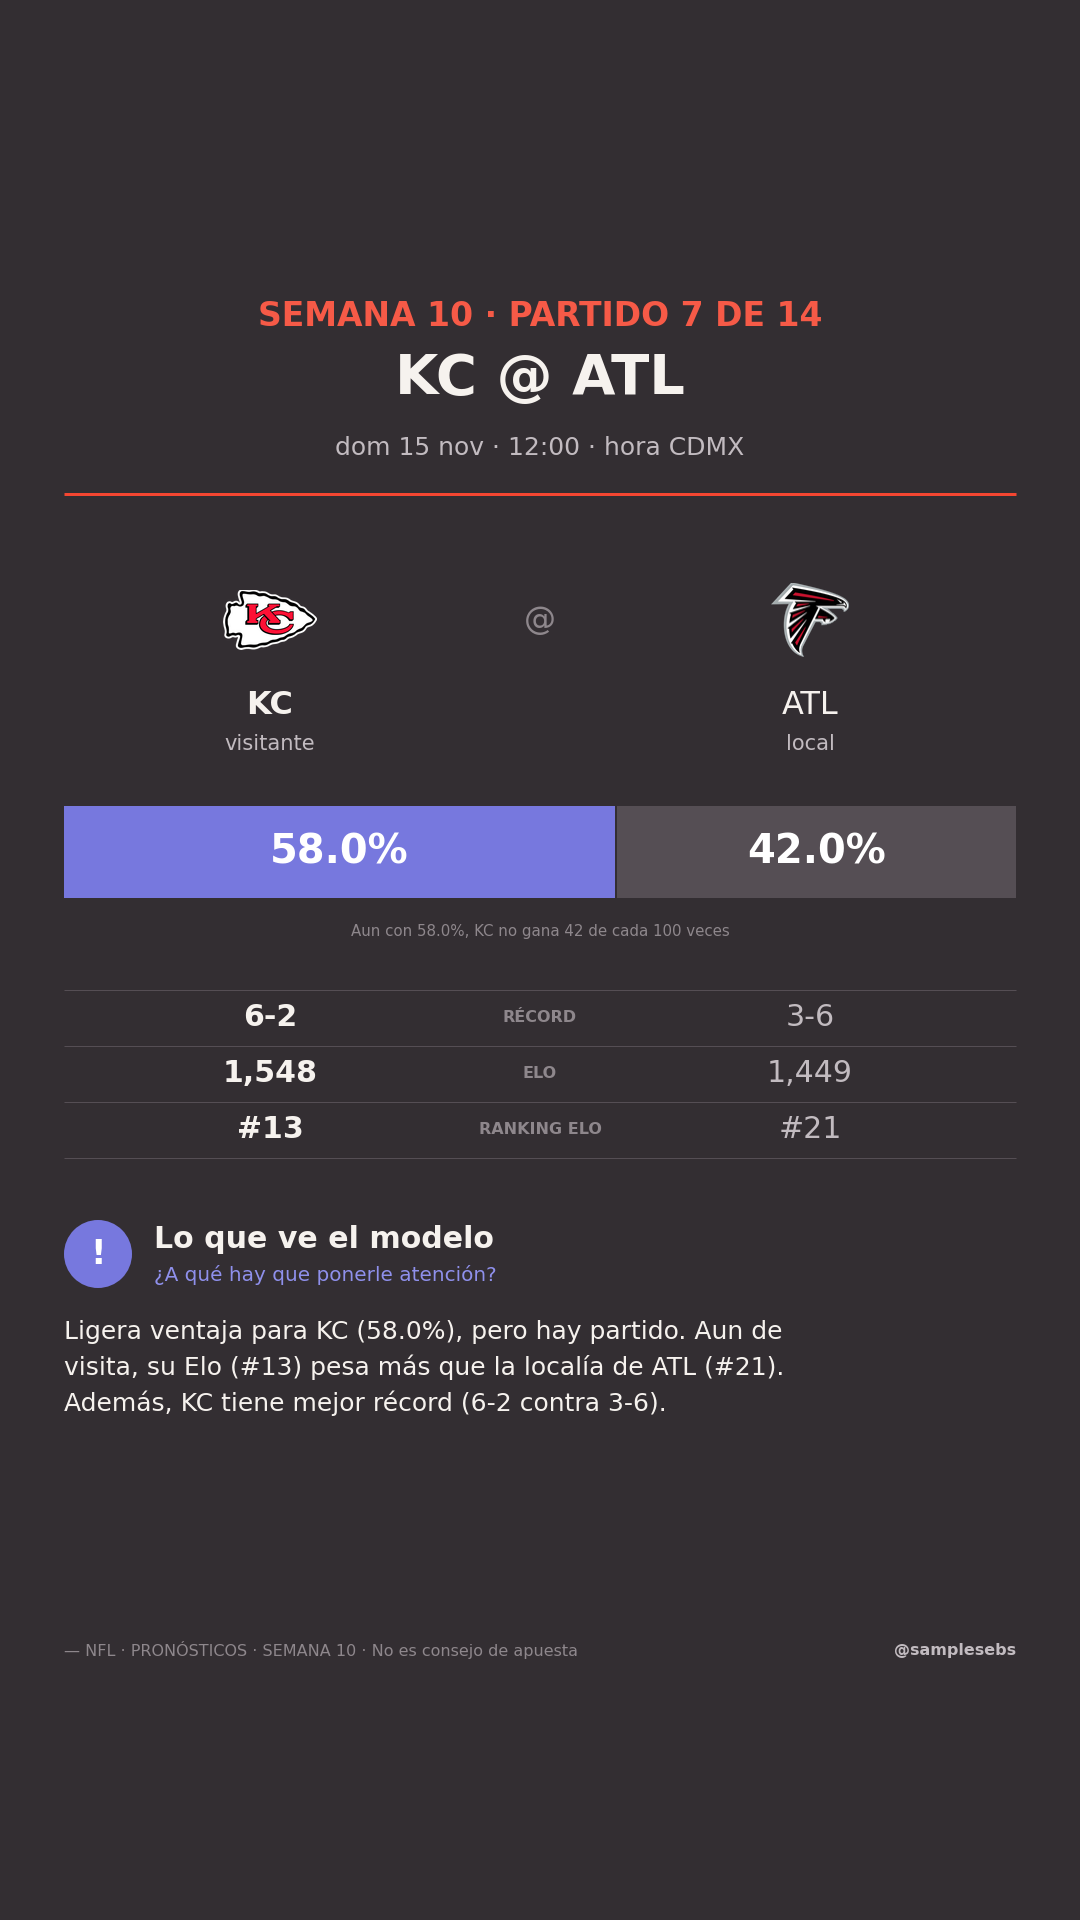 SEMANA 10 · PARTIDO 7 DE 14
KC @ ATL
dom 15 nov · 12:00 · hora CDMX
KC
@
KC
ATL
visitante
local
58.0%
42.0%
Aun con 58.0%, KC no gana 42 de cada 100 veces
6-2 RÉCORD 3-6
1,548 ELO 1,449
#13 RANKING ELO #21
!
Lo que ve el modelo
¿A qué hay que ponerle atención?
Ligera ventaja para KC (58.0%), pero hay partido. Aun de
visita, su Elo (#13) pesa más que la localía de ATL (#21).
Además, KC tiene mejor récord (6-2 contra 3-6).
— NFL · PRONÓSTICOS · SEMANA 10 · No es consejo de apuesta
@samplesebs